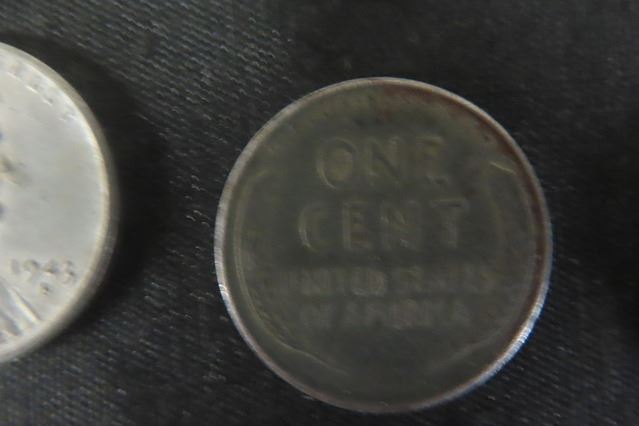 1943
ONE
CENT
UNITED STATES
OF AMERICA